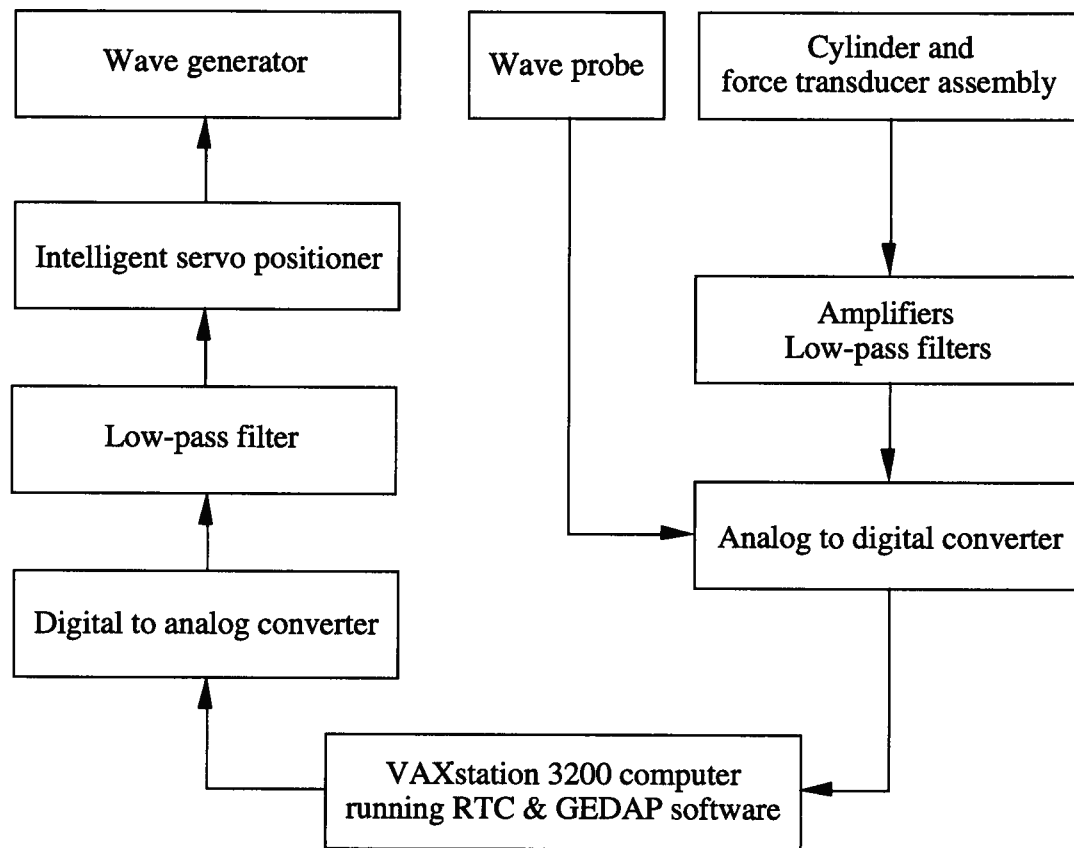 Wave generator
Wave probe
Cylinder and
force transducer assembly
Intelligent servo positioner
Amplifiers
Low-pass filters
Low-pass filter
Analog to digital converter
Digital to analog converter
VAXstation 3200 computer
running RTC & GEDAP software